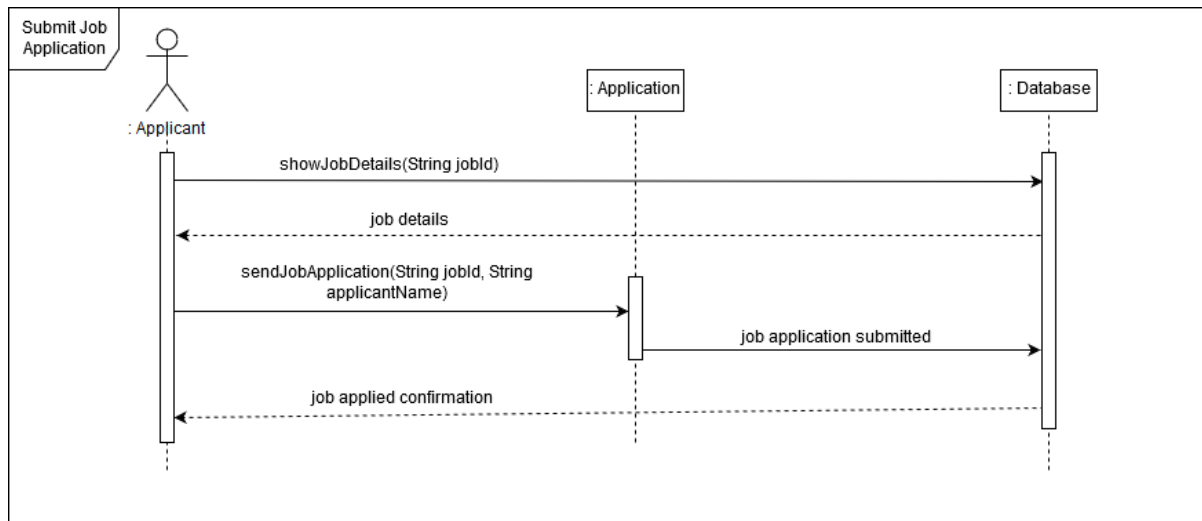 Submit Job
Application
: Applicant
: Application
: Database
showJobDetails(String jobId)
job details
sendJobApplication(String jobId, String
applicantName)
job application submitted
job applied confirmation